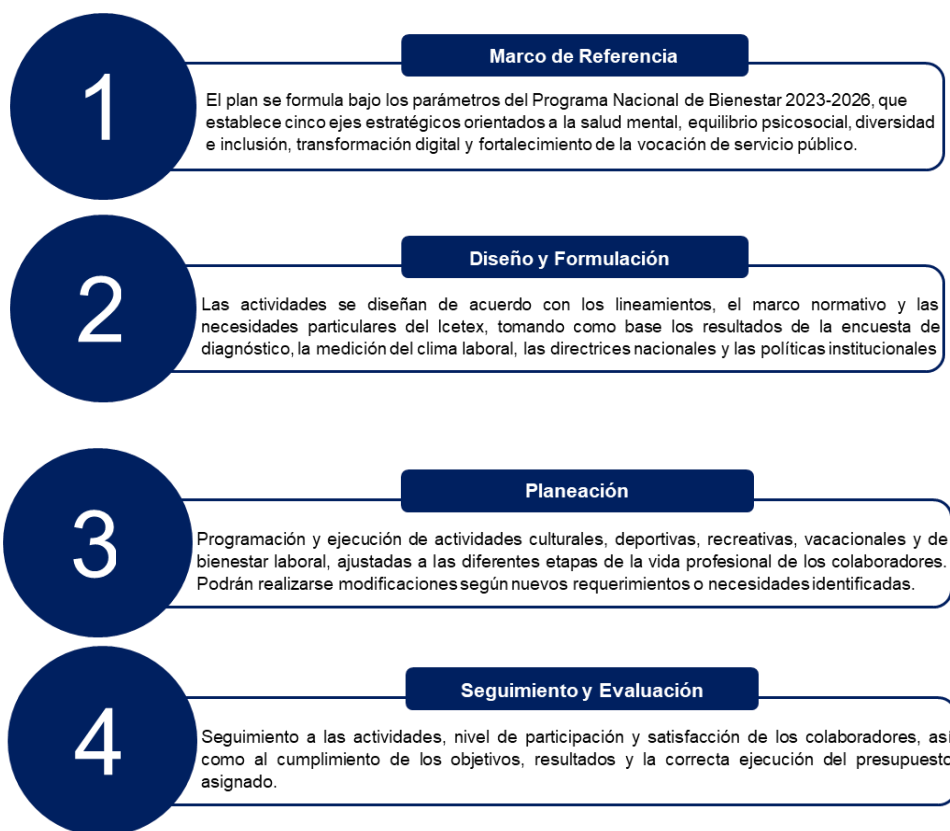 1
Marco de Referencia
El plan se formula bajo los parámetros del Programa Nacional de Bienestar 2023-2026, que
establece cinco ejes estratégicos orientados a la salud mental, equilibrio psicosocial, diversidad
e inclusión, transformación digital y fortalecimiento de la vocación de servicio público.
2
Diseño y Formulación
Las actividades se diseñan de acuerdo con los lineamientos, el marco normativo y las
necesidades particulares del Icetex, tomando como base los resultados de la encuesta de
diagnóstico, la medición del clima laboral, las directrices nacionales y las políticas institucionales
3
Planeación
Programación y ejecución de actividades culturales, deportivas, recreativas, vacacionales y de
bienestar laboral, ajustadas a las diferentes etapas de la vida profesional de los colaboradores.
Podrán realizarse modificaciones según nuevos requerimientos o necesidades identificadas.
4
Seguimiento y Evaluación
Seguimiento a las actividades, nivel de participación y satisfacción de los colaboradores, así
como al cumplimiento de los objetivos, resultados y la correcta ejecución del presupuesto
asignado.